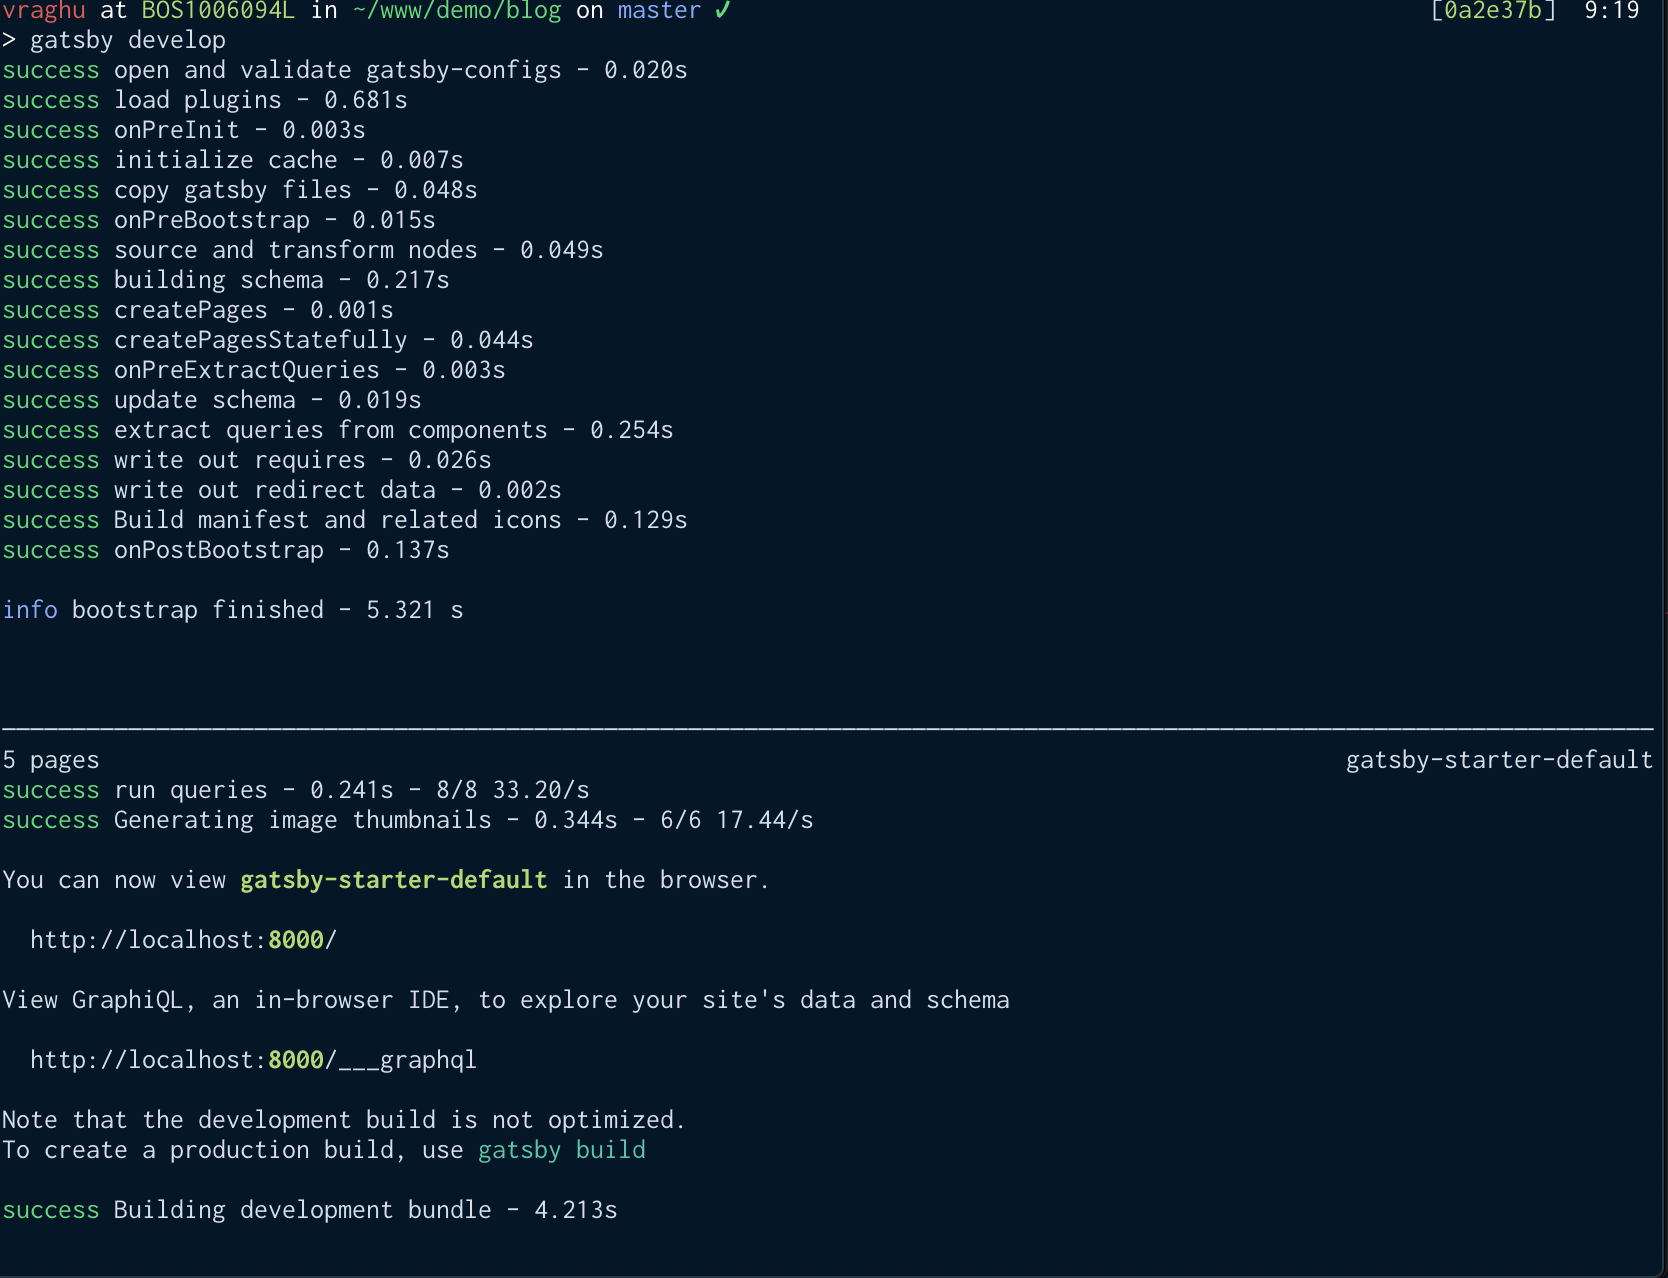 vraghu at BOS1006094L in ~/www/demo/blog on master ✓ [0a2e37b] 9:19
> gatsby develop
success open and validate gatsby-configs - 0.020s
success load plugins - 0.681s
success onPreInit - 0.003s
success initialize cache - 0.007s
success copy gatsby files - 0.048s
success onPreBootstrap - 0.015s
success source and transform nodes - 0.049s
success building schema - 0.217s
success createPages - 0.001s
success createPagesStatefully - 0.044s
success onPreExtractQueries - 0.003s
success update schema - 0.019s
success extract queries from components - 0.254s
success write out requires - 0.026s
success write out redirect data - 0.002s
success Build manifest and related icons - 0.129s
success onPostBootstrap - 0.137s
info bootstrap finished - 5.321 s
5 pages gatsby-starter-default
success run queries - 0.241s - 8/8 33.20/s
success Generating image thumbnails - 0.344s - 6/6 17.44/s
You can now view gatsby-starter-default in the browser.
http://localhost:8000/
View GraphiQL, an in-browser IDE, to explore your site's data and schema
http://localhost:8000/___graphql
Note that the development build is not optimized.
To create a production build, use gatsby build
success Building development bundle - 4.213s